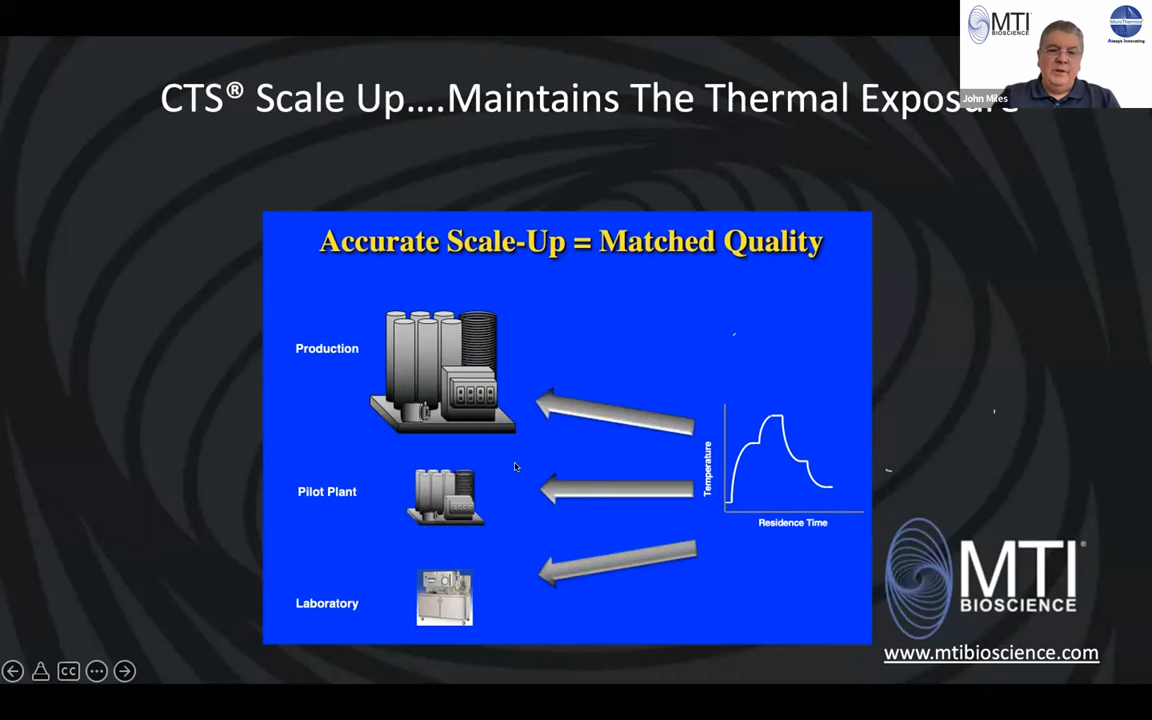 MTI
BIOSCIENCE
MicroThermics
Always Innovating
John Miles
CTS® Scale Up....Maintains The Thermal Exposure
Accurate Scale-Up = Matched Quality
Production
Pilot Plant
Laboratory
Temperature
Residence Time
MTI®
BIOSCIENCE
www.mtibioscience.com
CC